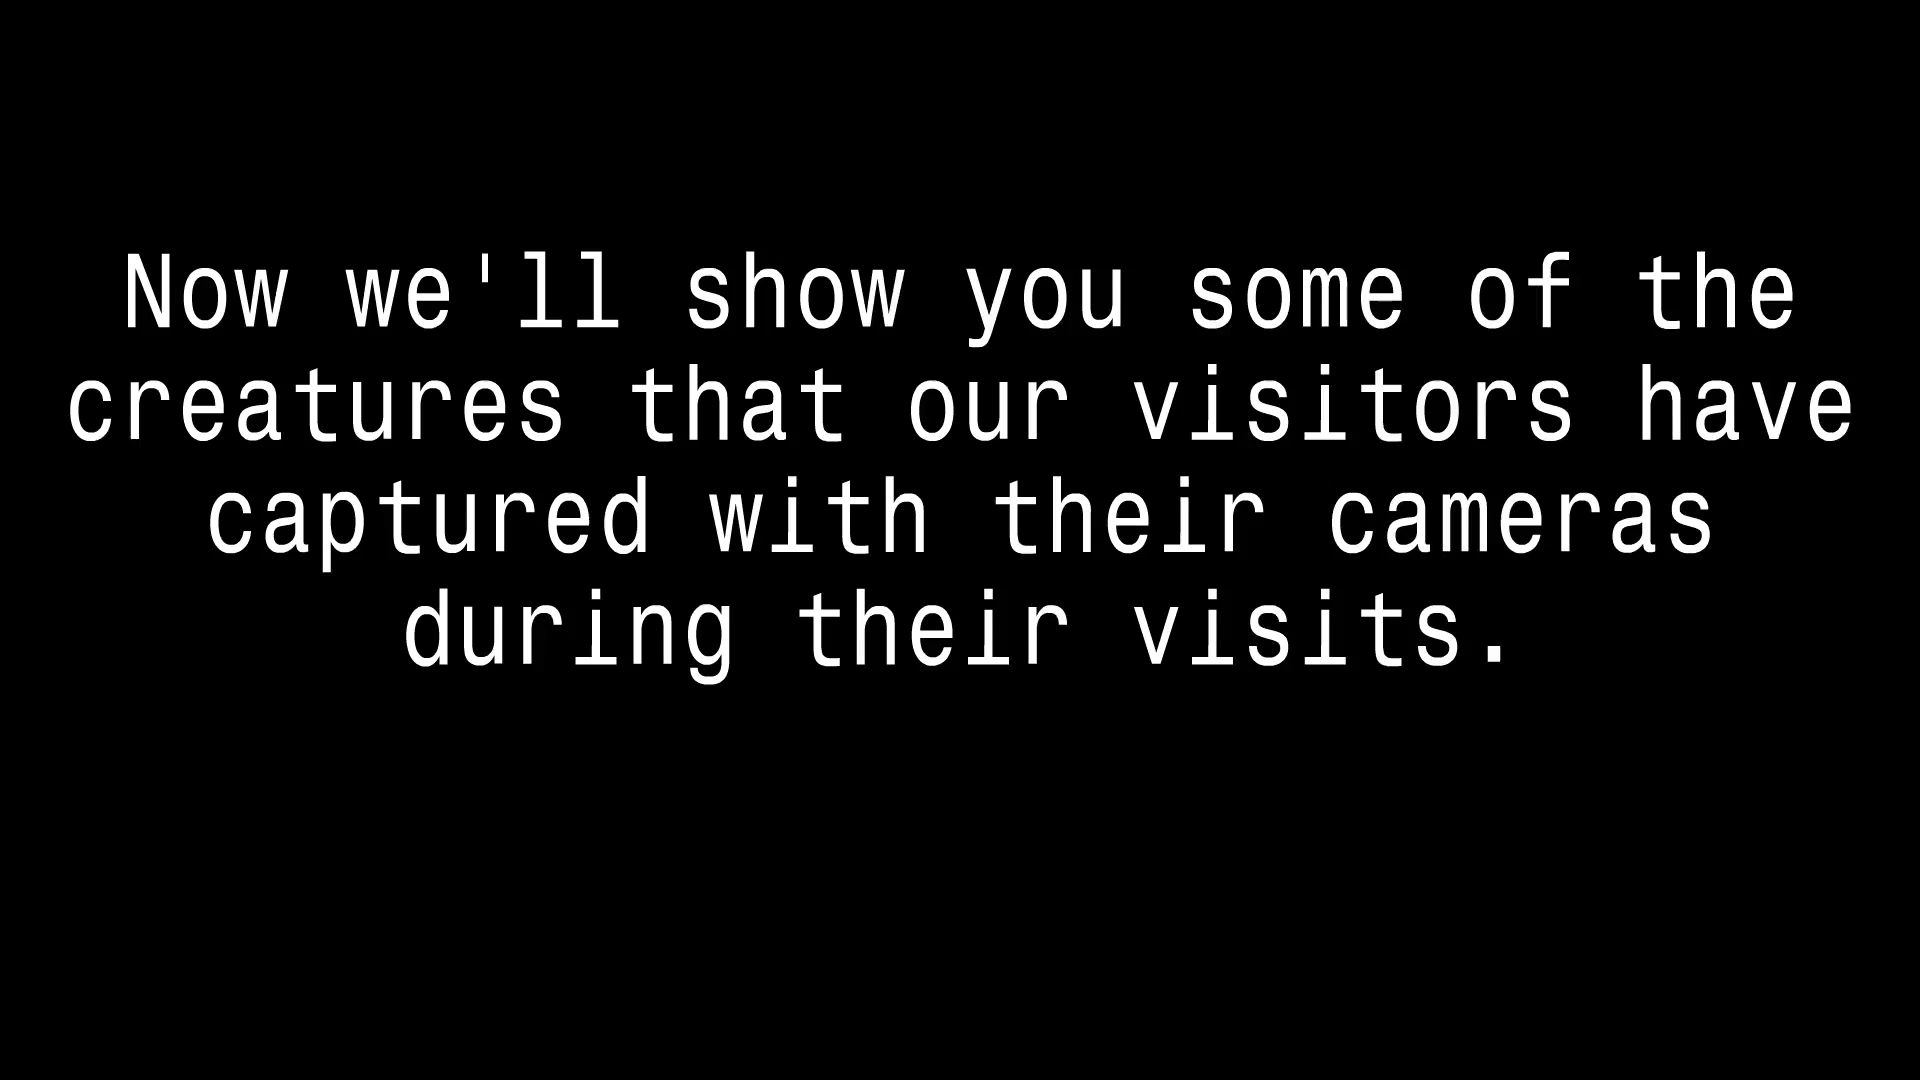 Now we'll show you some of the
creatures that our visitors have
captured with their cameras
during their visits.